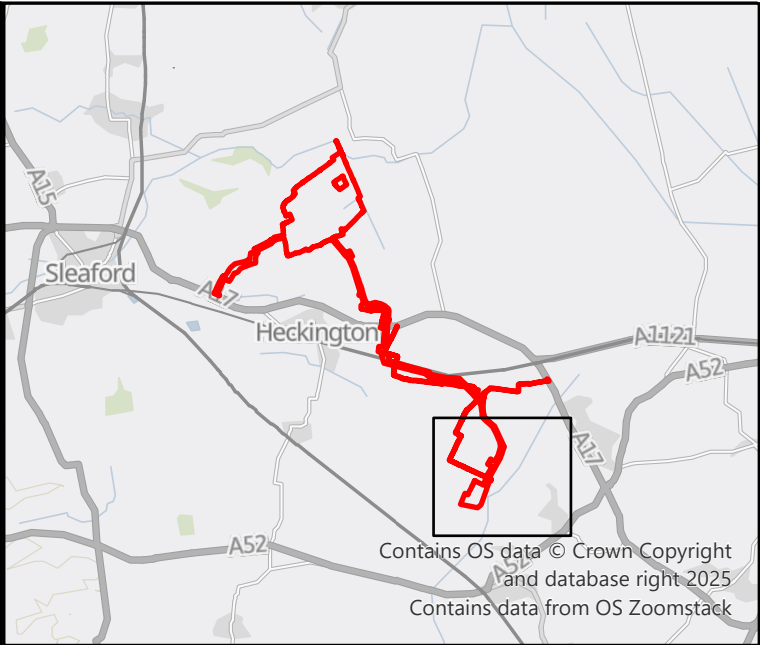 A15
Sleaford
A17
Heckington
A1121
A52
A17
A52
A52
Contains OS data © Crown Copyright
and database right 2025
Contains data from OS Zoomstack